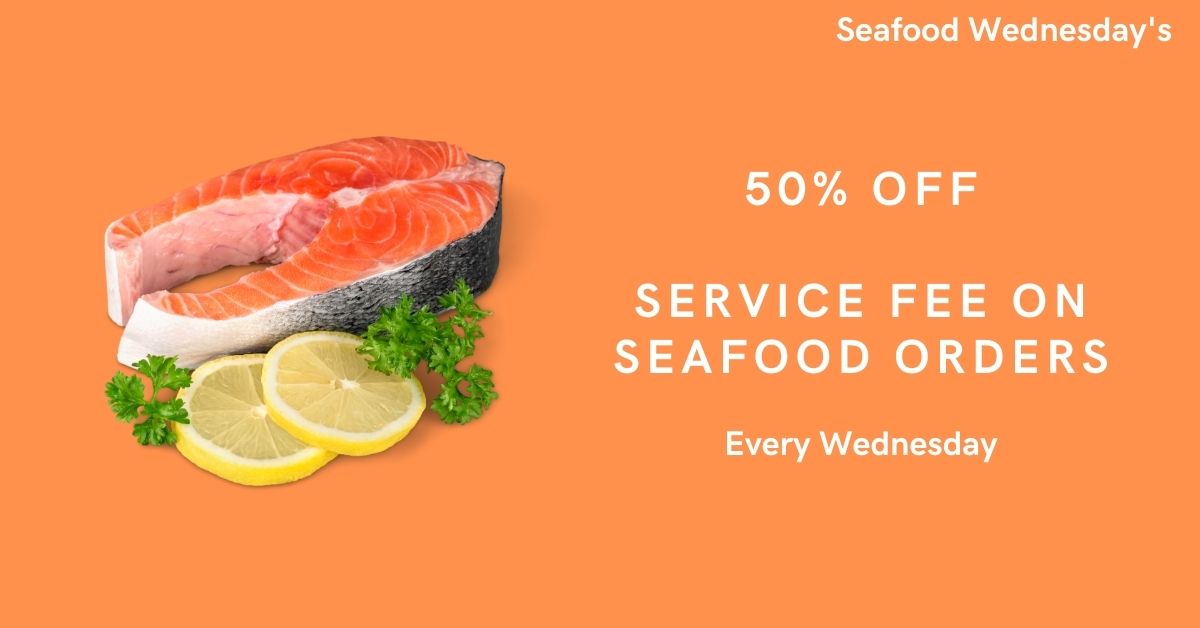 Seafood Wednesday's
50% OFF
SERVICE FEE ON
SEAFOOD ORDERS
Every Wednesday